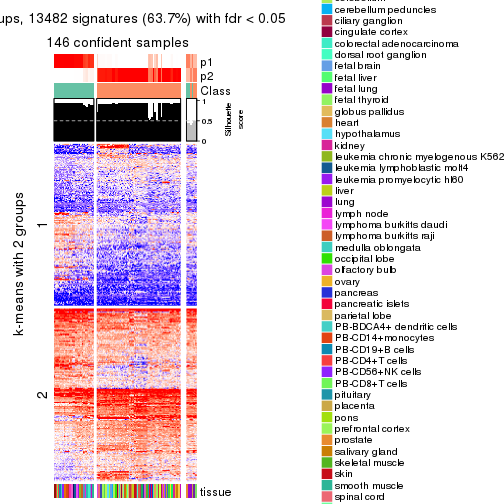 ups, 13482 signatures (63.7%) with fdr < 0.05
146 confident samples
p1
p2
Class
1
0.5
0
Silhouette
score
k-means with 2 groups
1
2
tissue
cerebellum
cerebellum peduncles
ciliary ganglion
cingulate cortex
colorectal adenocarcinoma
dorsal root ganglion
fetal brain
fetal liver
fetal lung
fetal thyroid
globus pallidus
heart
hypothalamus
kidney
leukemia chronic myelogenous K562
leukemia lymphoblastic molt4
leukemia promyelocytic hl60
liver
lung
lymph node
lymphoma burkitts daudi
lymphoma burkitts raji
medulla oblongata
occipital lobe
olfactory bulb
ovary
pancreas
pancreatic islets
parietal lobe
PB-BDCA4+ dendritic cells
PB-CD14+monocytes
PB-CD19+B cells
PB-CD4+T cells
PB-CD56+NK cells
PB-CD8+T cells
pituitary
placenta
pons
prefrontal cortex
prostate
salivary gland
skeletal muscle
skin
smooth muscle
spinal cord